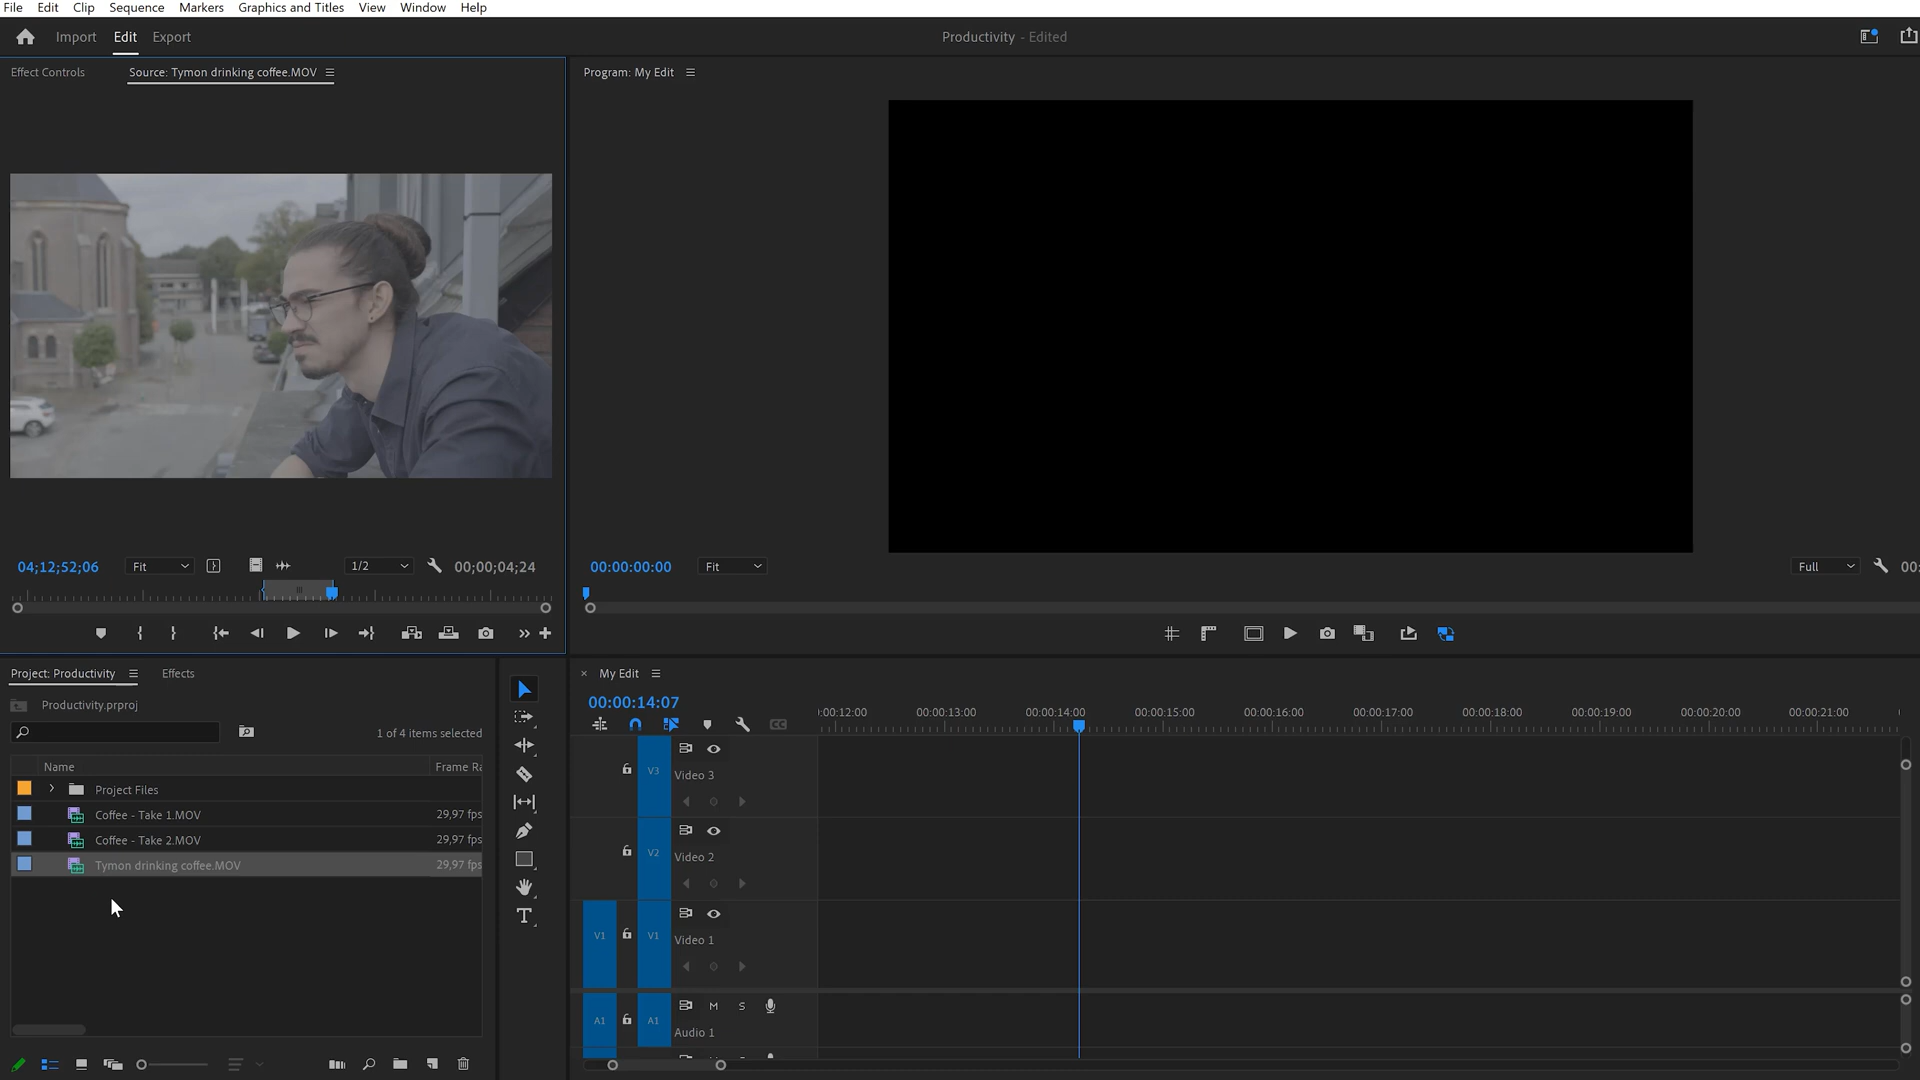 File Edit Clip Sequence Markers Graphics and Titles View Window Help
Import Edit Export
Productivity - Edited
Effect Controls
Source: Tymon drinking coffee.MOV
Program: My Edit
04;12;52;06
Fit
1/2
00;00;04;24
00:00:00:00
Fit
Full
00:
Project: Productivity
Effects
Productivity.prproj
1 of 4 items selected
Name
Frame Ra
Project Files
Coffee - Take 1.MOV
29,97 fps
Coffee - Take 2.MOV
29,97 fps
Tymon drinking coffee.MOV
29,97 fps
T
× My Edit
00:00:14:07
CC
00:00:12:00 00:00:13:00 00:00:14:00 00:00:15:00 00:00:16:00 00:00:17:00 00:00:18:00 00:00:19:00 00:00:20:00 00:00:21:00
V3
Video 3
V2
Video 2
V1
V1
Video 1
A1
A1
M
S
Audio 1